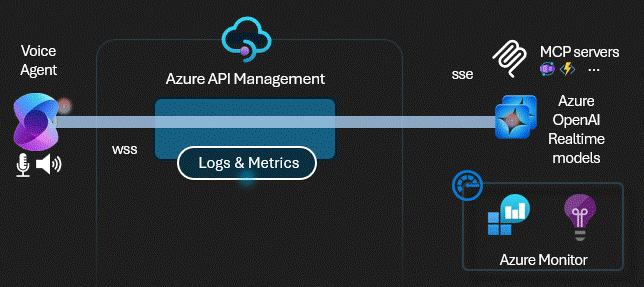 Voice
Agent
Azure API Management
wss
Logs & Metrics
sse
MCP servers
...
Azure
OpenAI
Realtime
models
Azure Monitor